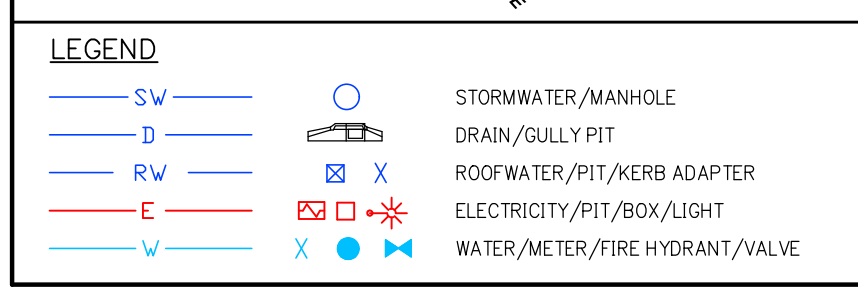 E
LEGEND
SW STORMWATER/MANHOLE
D DRAIN/GULLY PIT
RW X ROOFWATER/PIT/KERB ADAPTER
E ELECTRICITY/PIT/BOX/LIGHT
W X WATER/METER/FIRE HYDRANT/VALVE